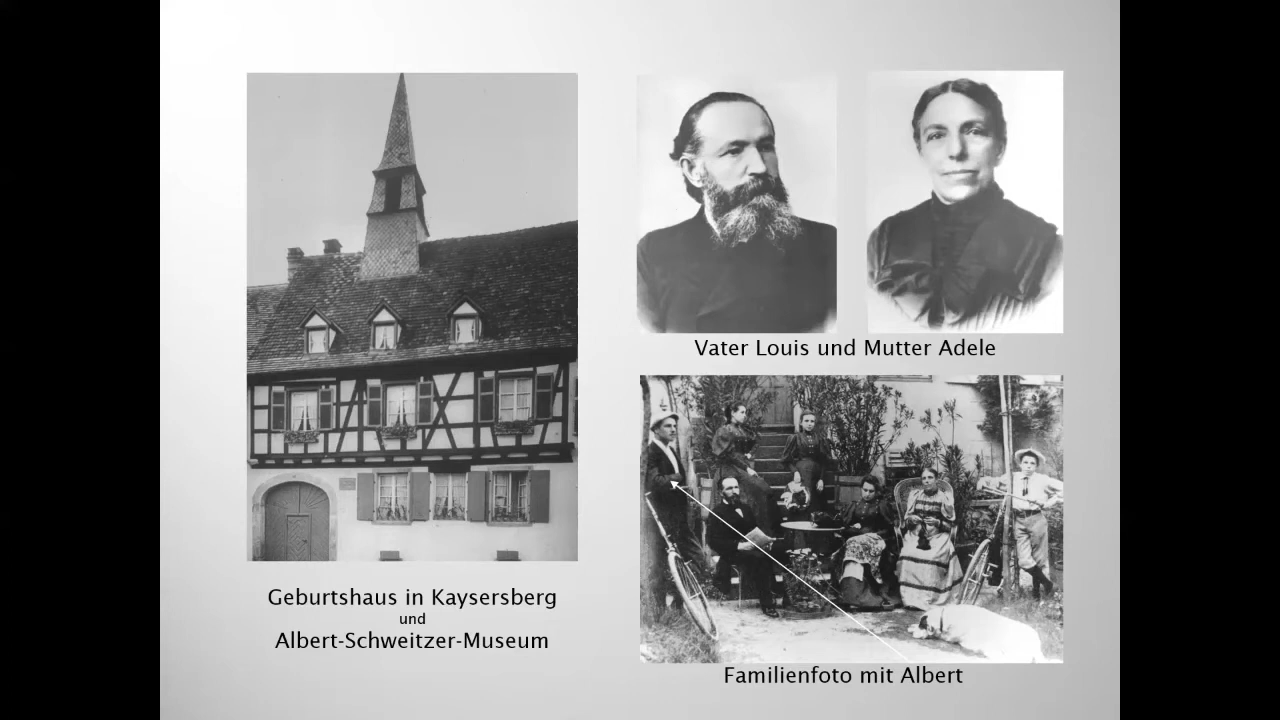 Vater Louis und Mutter Adele
Geburtshaus in Kaysersberg
und
Albert-Schweitzer-Museum
Familienfoto mit Albert